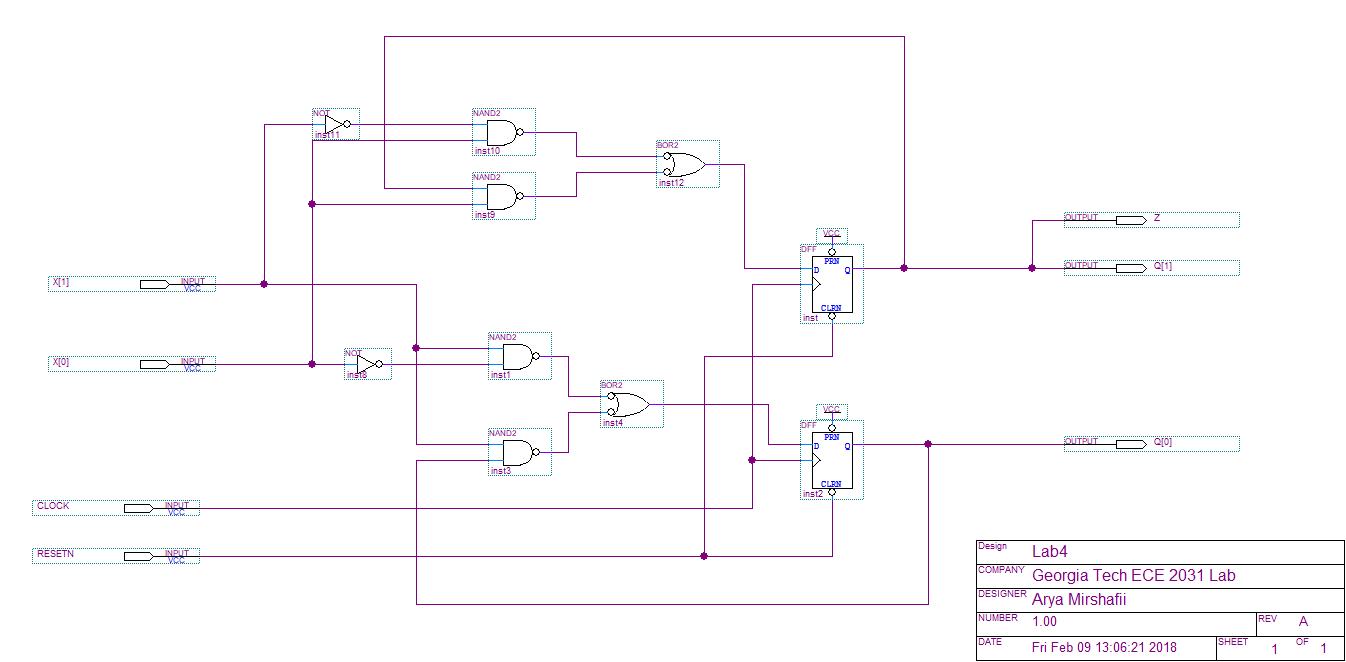 NOT
inst11
NAND2
inst10
BOR2
inst12
NAND2
inst9
VCC
DFF
PRN
D
Q
CLRN
inst
OUTPUT
Z
OUTPUT
Q[1]
X[1]
INPUT
VCC
NAND2
inst1
X[0]
INPUT
VCC
NOT
inst8
BOR2
inst4
NAND2
inst3
VCC
DFF
PRN
D
Q
CLRN
inst2
OUTPUT
Q[0]
CLOCK
INPUT
VCC
RESETN
INPUT
VCC
Design Lab4
COMPANY Georgia Tech ECE 2031 Lab
DESIGNER Arya Mirshafii
NUMBER 1.00 REV A
DATE Fri Feb 09 13:06:21 2018 SHEET 1 OF 1